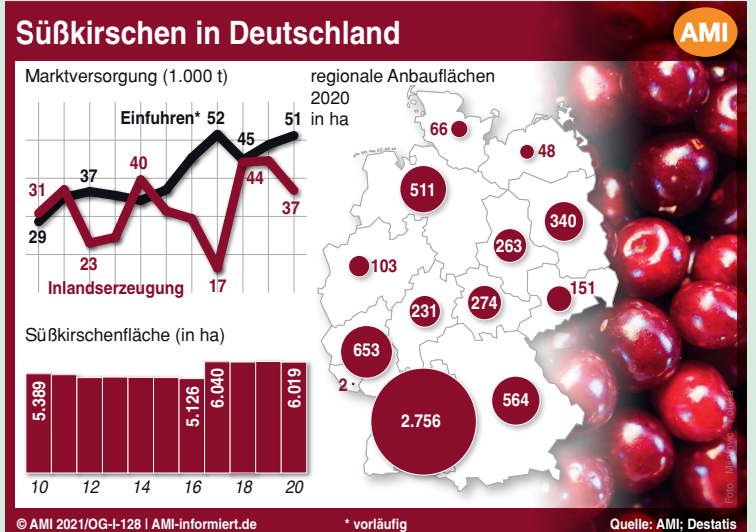 Süßkirschen in Deutschland
AMI
Marktversorgung (1.000 t)
Einfuhren*
52
51
45
37
40
31
44
37
29
23
17
Inlandserzeugung
Süßkirschenfläche (in ha)
5.389
5.126
6.040
6.019
10 12 14 16 18 20
regionale Anbauflächen
2020
in ha
66
48
511
340
263
103
151
274
231
653
2
564
2.756
Foto:
© AMI 2021/OG-I-128 | AMI-informiert.de
* vorläufig
Quelle: AMI; Destatis